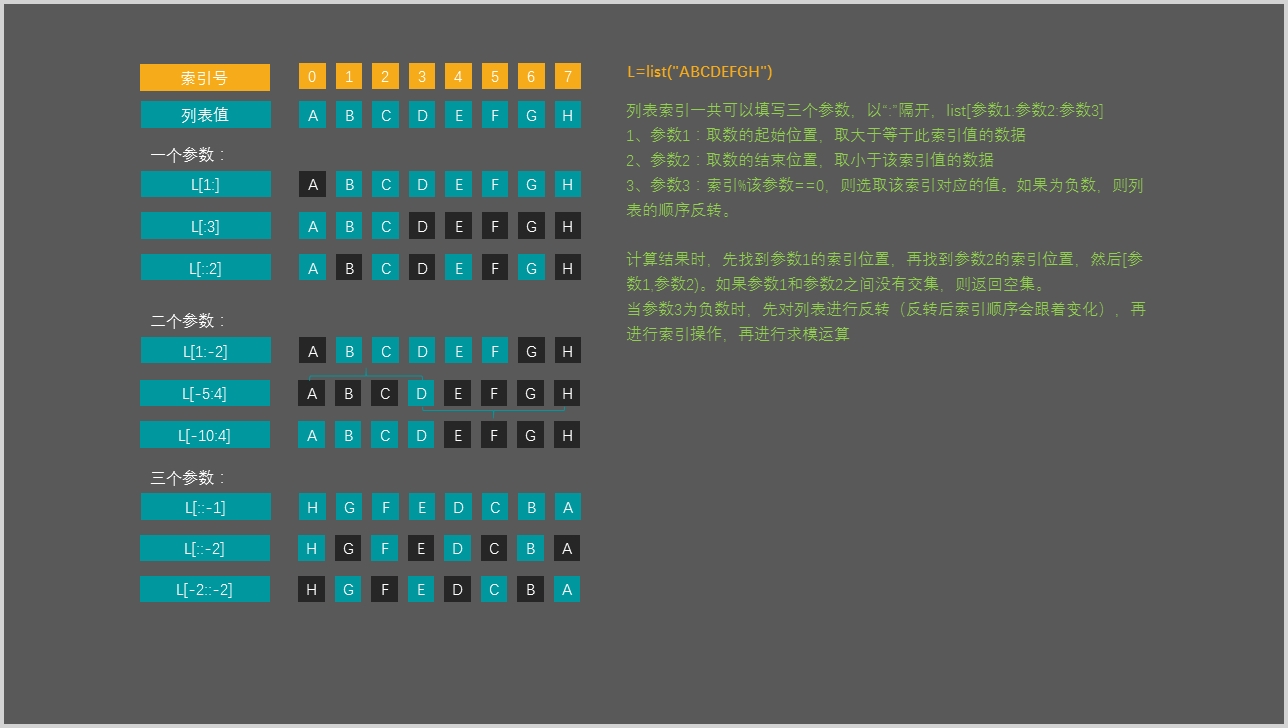 索引号 0 1 2 3 4 5 6 7
列表值 A B C D E F G H
一个参数：
L[1:] A B C D E F G H
L[:3] A B C D E F G H
L[::2] A B C D E F G H
二个参数：
L[1:-2] A B C D E F G H
L[-5:4] A B C D E F G H
L[-10:4] A B C D E F G H
三个参数：
L[::-1] H G F E D C B A
L[::-2] H G F E D C B A
L[-2::-2] H G F E D C B A
L=list("ABCDEFGH")
列表索引一共可以填写三个参数，以“:”隔开，list[参数1:参数2:参数3]
1、参数1：取数的起始位置，取大于等于此索引值的数据
2、参数2：取数的结束位置，取小于该索引值的数据
3、参数3：索引%该参数==0，则选取该索引对应的值。如果为负数，则列
表的顺序反转。
计算结果时，先找到参数1的索引位置，再找到参数2的索引位置，然后[参
数1,参数2)。如果参数1和参数2之间没有交集，则返回空集。
当参数3为负数时，先对列表进行反转（反转后索引顺序会跟着变化），再
进行索引操作，再进行求模运算